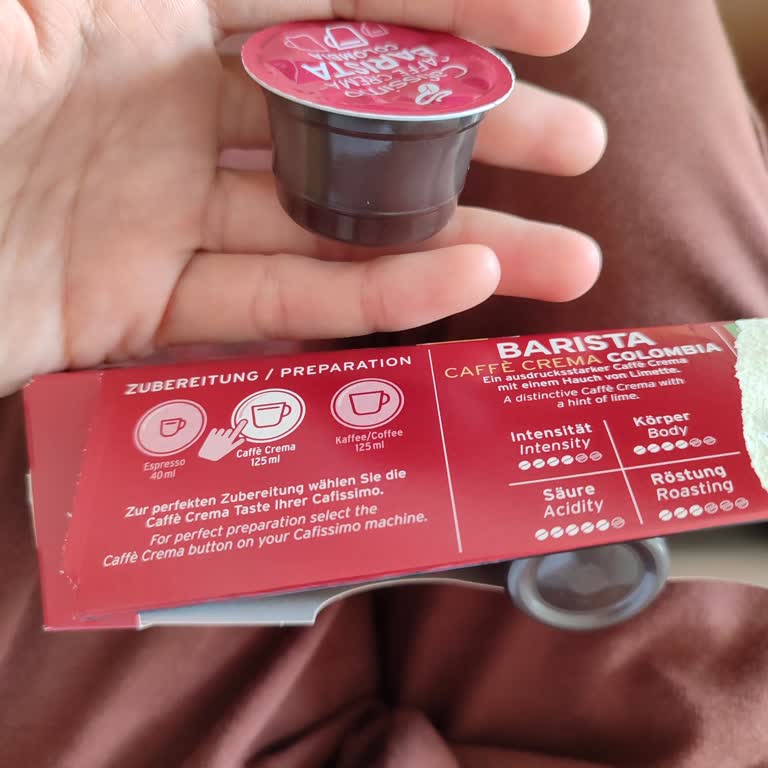 Cafissimo
CAFFÈ CREMA
BARISTA
COLOMBIA
ZUBEREITUNG / PREPARATION
Espresso
40 ml
Caffè Crema
125 ml
Kaffee/Coffee
125 ml
Zur perfekten Zubereitung wählen Sie die
Caffè Crema Taste Ihrer Cafissimo.
For perfect preparation select the
Caffè Crema button on your Cafissimo machine.
BARISTA
CAFFÈ CREMA COLOMBIA
Ein ausdrucksstarker Caffè Crema
mit einem Hauch von Limette.
A distinctive Caffè Crema with
a hint of lime.
Intensität
Intensity
Körper
Body
Säure
Acidity
Röstung
Roasting